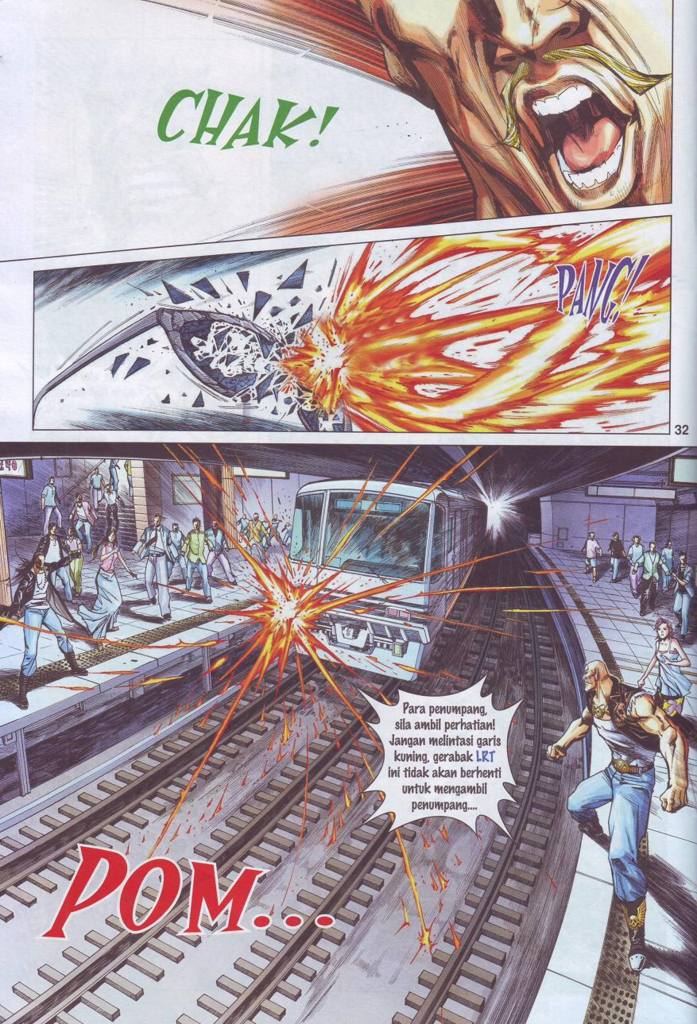 CHAK!
PANG!
32
Para penumpang,
sila ambil perhatian!
Jangan melintasi garis
kuning, gerabak LRT
ini tidak akan berhenti
untuk mengambil
penumpang....
POM...